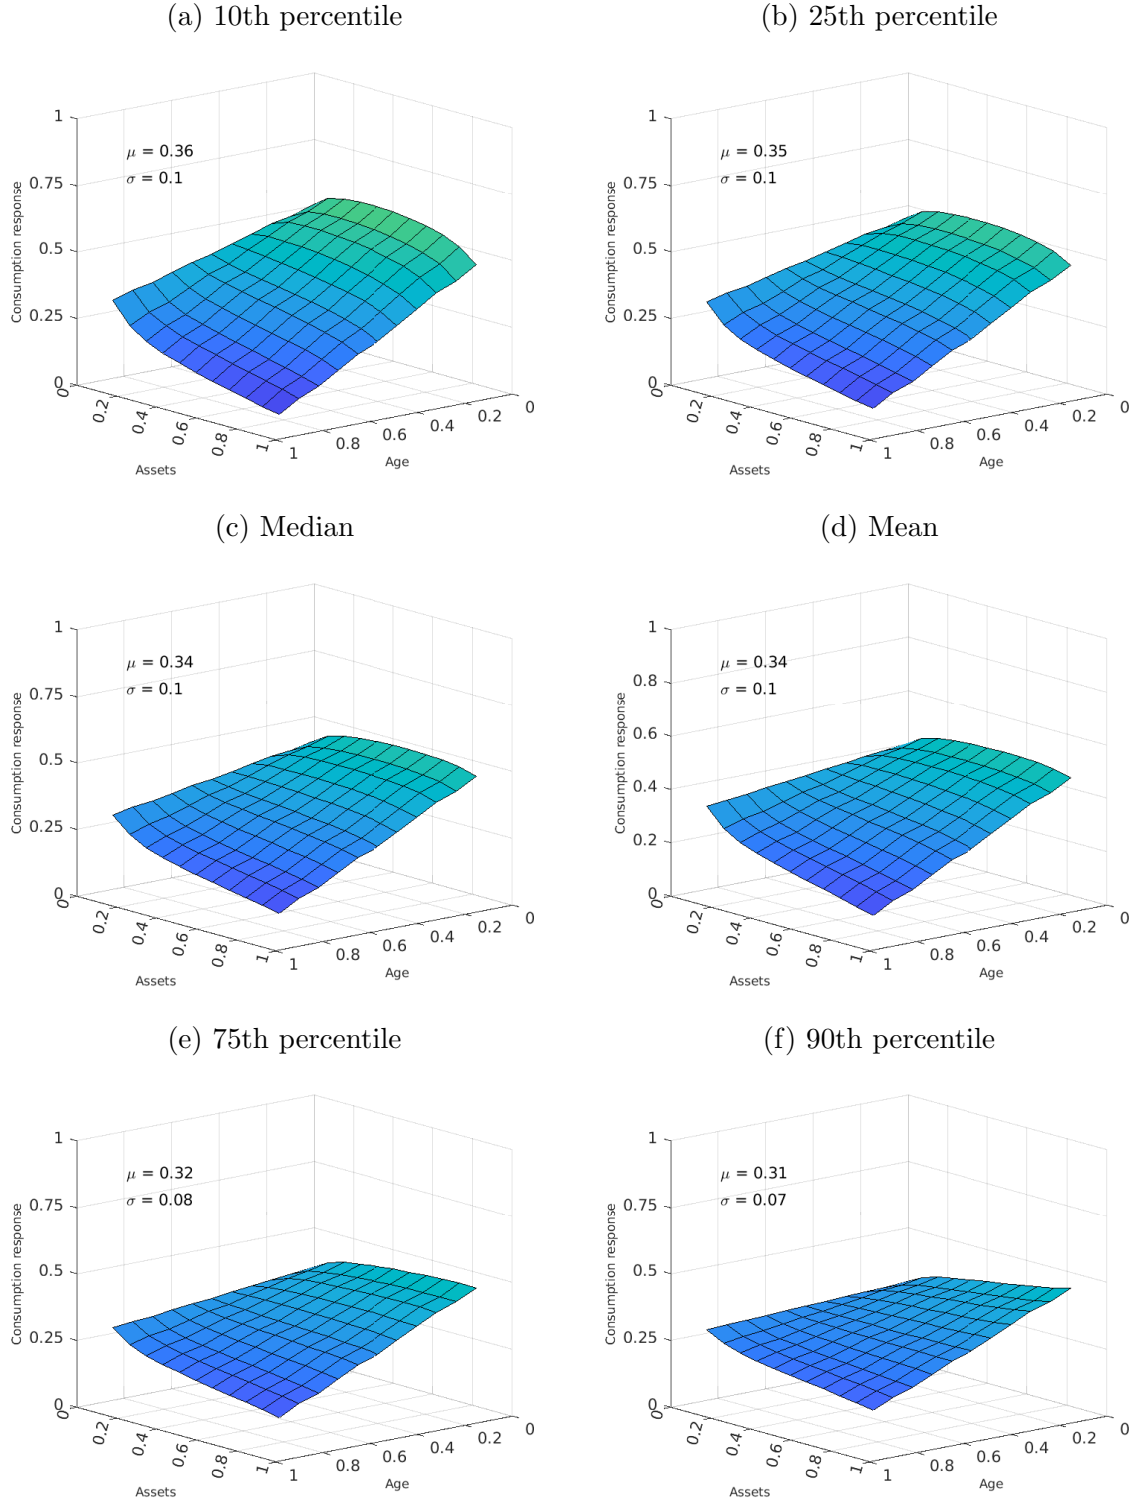 (a) 10th percentile
1
0.75
0.5
0.25
0
Consumption response
μ = 0.36
σ = 0.1
0
0.2
0.4
0.6
0.8
1
Assets
1
0.8
0.6
0.4
0.2
0
Age
(b) 25th percentile
1
0.75
0.5
0.25
0
Consumption response
μ = 0.35
σ = 0.1
0
0.2
0.4
0.6
0.8
1
Assets
1
0.8
0.6
0.4
0.2
0
Age
(c) Median
1
0.75
0.5
0.25
0
Consumption response
μ = 0.34
σ = 0.1
0
0.2
0.4
0.6
0.8
1
Assets
1
0.8
0.6
0.4
0.2
0
Age
(d) Mean
1
0.8
0.6
0.4
0.2
0
Consumption response
μ = 0.34
σ = 0.1
0
0.2
0.4
0.6
0.8
1
Assets
1
0.8
0.6
0.4
0.2
0
Age
(e) 75th percentile
1
0.75
0.5
0.25
0
Consumption response
μ = 0.32
σ = 0.08
0
0.2
0.4
0.6
0.8
1
Assets
1
0.8
0.6
0.4
0.2
0
Age
(f) 90th percentile
1
0.75
0.5
0.25
0
Consumption response
μ = 0.31
σ = 0.07
0
0.2
0.4
0.6
0.8
1
Assets
1
0.8
0.6
0.4
0.2
0
Age